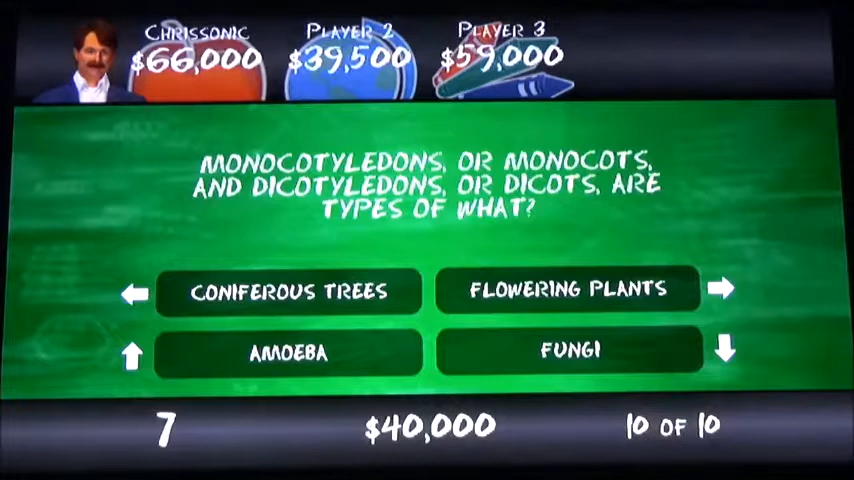 CHRISSONIC
$66,000
PLAYER 2
$39,500
PLAYER 3
$59,000
MONOCOTYLEDONS, OR MONOCOTS,
AND DICOTYLEDONS, OR DICOTS, ARE
TYPES OF WHAT?
CONIFEROUS TREES
FLOWERING PLANTS
AMOEBA
FUNGI
7
$40,000
10 OF 10